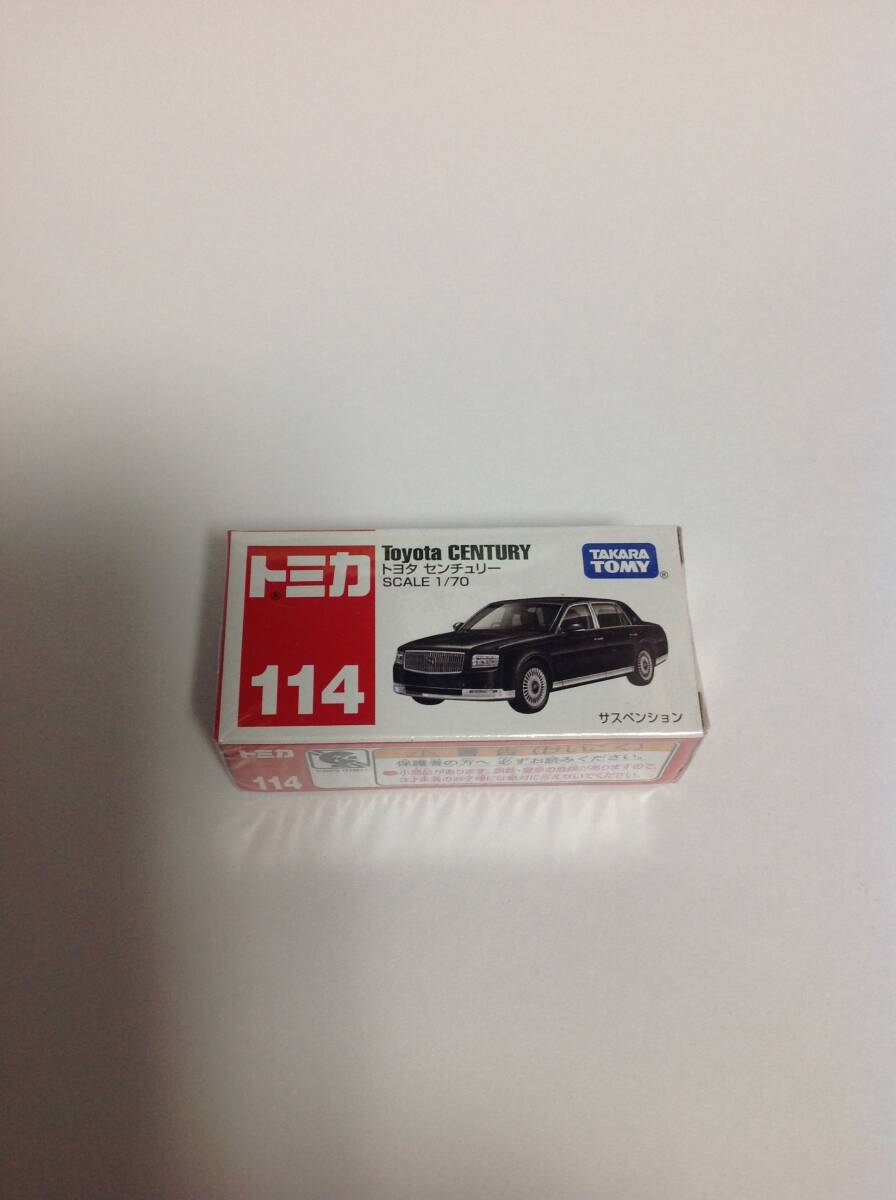 トミカ®
114
Toyota CENTURY
トヨタ センチュリー
SCALE 1/70
TAKARA TOMY®
サスペンション
トミカ
114
保護者の方へ 必ずお読みください。